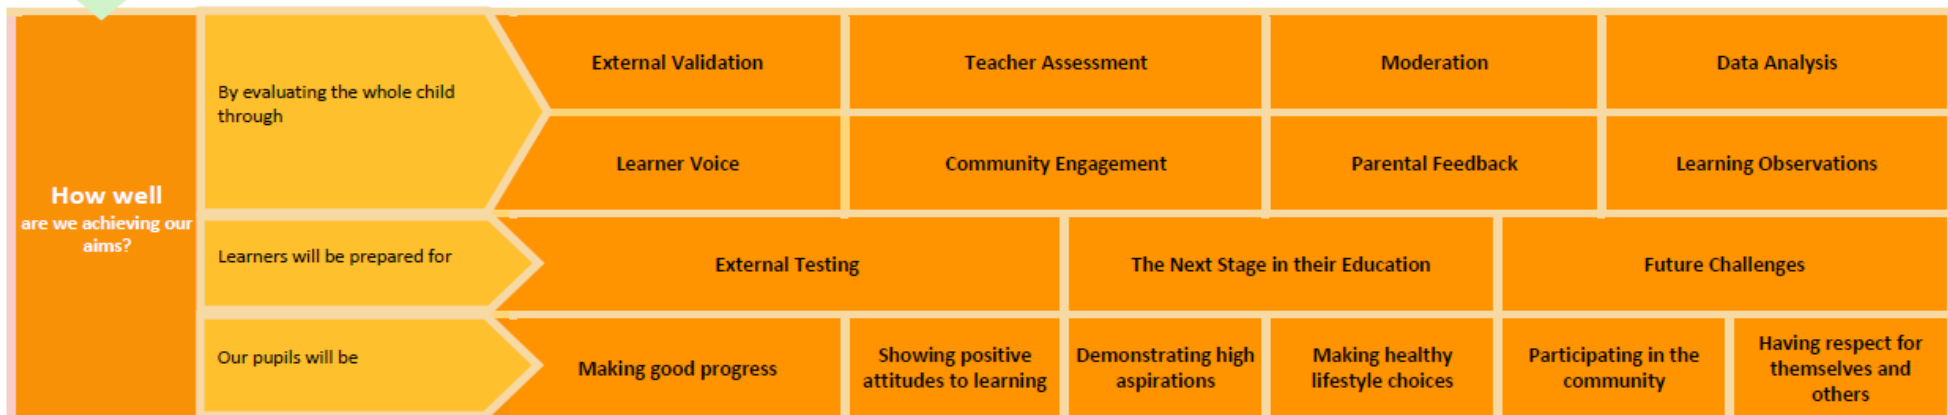 How well
are we achieving our
aims?
By evaluating the whole child
through
External Validation
Teacher Assessment
Moderation
Data Analysis
Learner Voice
Community Engagement
Parental Feedback
Learning Observations
Learners will be prepared for
External Testing
The Next Stage in their Education
Future Challenges
Our pupils will be
Making good progress
Showing positive
attitudes to learning
Demonstrating high
aspirations
Making healthy
lifestyle choices
Participating in the
community
Having respect for
themselves and
others